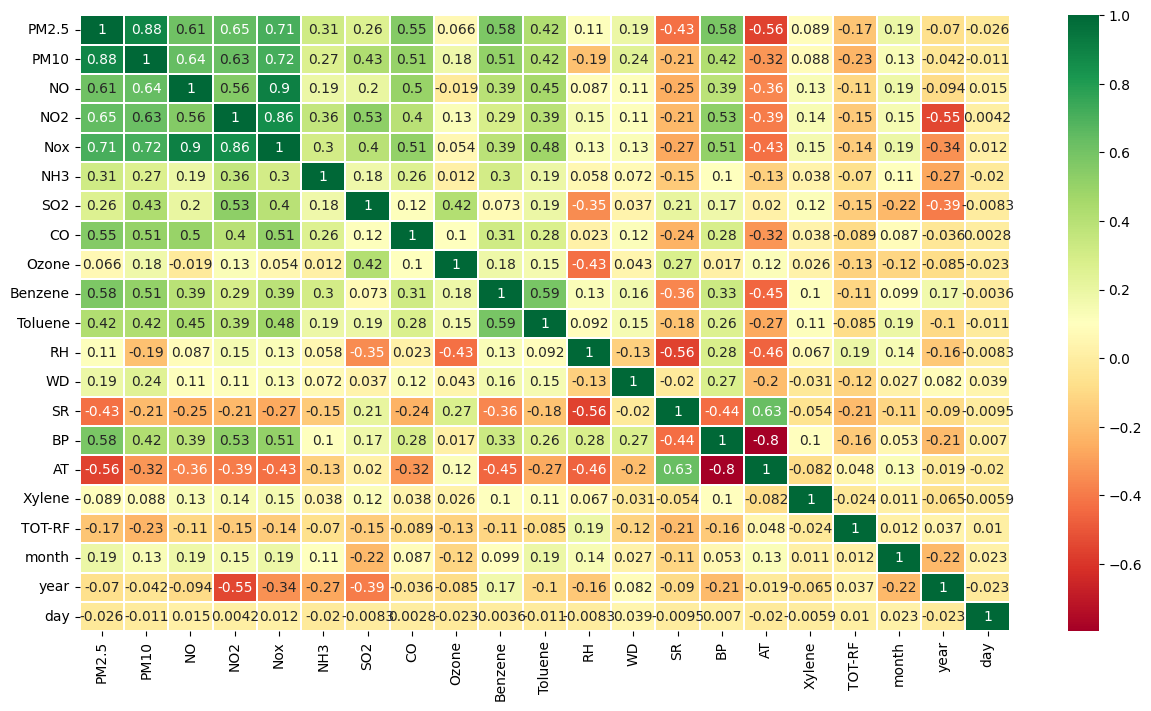 PM2.5 1 0.88 0.61 0.65 0.71 0.31 0.26 0.55 0.066 0.58 0.42 0.11 0.19 -0.43 0.58 -0.56 0.089 -0.17 0.19 -0.07 -0.026
PM10 0.88 1 0.64 0.63 0.72 0.27 0.43 0.51 0.18 0.51 0.42 -0.19 0.24 -0.21 0.42 -0.32 0.088 -0.23 0.13 -0.042 -0.011
NO 0.61 0.64 1 0.56 0.9 0.19 0.2 0.5 -0.019 0.39 0.45 0.087 0.11 -0.25 0.39 -0.36 0.13 -0.11 0.19 -0.094 0.015
NO2 0.65 0.63 0.56 1 0.86 0.36 0.53 0.4 0.13 0.29 0.39 0.15 0.11 -0.21 0.53 -0.39 0.14 -0.15 0.15 -0.55 0.0042
Nox 0.71 0.72 0.9 0.86 1 0.3 0.4 0.51 0.054 0.39 0.48 0.13 0.13 -0.27 0.51 -0.43 0.15 -0.14 0.19 -0.34 0.012
NH3 0.31 0.27 0.19 0.36 0.3 1 0.18 0.26 0.012 0.3 0.19 0.058 0.072 -0.15 0.1 -0.13 0.038 -0.07 0.11 -0.27 -0.02
SO2 0.26 0.43 0.2 0.53 0.4 0.18 1 0.12 0.42 0.073 0.19 -0.35 0.037 0.21 0.17 0.02 0.12 -0.15 -0.22 -0.39 -0.0083
CO 0.55 0.51 0.5 0.4 0.51 0.26 0.12 1 0.1 0.31 0.28 0.023 0.12 -0.24 0.28 -0.32 0.038 -0.089 0.087 -0.036 0.0028
Ozone 0.066 0.18 -0.019 0.13 0.054 0.012 0.42 0.1 1 0.18 0.15 -0.43 0.043 0.27 0.017 0.12 0.026 -0.13 -0.12 -0.085 -0.023
Benzene 0.58 0.51 0.39 0.29 0.39 0.3 0.073 0.31 0.18 1 0.59 0.13 0.16 -0.36 0.33 -0.45 0.1 -0.11 0.099 0.17 -0.0036
Toluene 0.42 0.42 0.45 0.39 0.48 0.19 0.19 0.28 0.15 0.59 1 0.092 0.15 -0.18 0.26 -0.27 0.11 -0.085 0.19 -0.1 -0.011
RH 0.11 -0.19 0.087 0.15 0.13 0.058 -0.35 0.023 -0.43 0.13 0.092 1 -0.13 -0.56 0.28 -0.46 0.067 0.19 0.14 -0.16 -0.0083
WD 0.19 0.24 0.11 0.11 0.13 0.072 0.037 0.12 0.043 0.16 0.15 -0.13 1 -0.02 0.27 -0.2 -0.031 -0.12 0.027 0.082 0.039
SR -0.43 -0.21 -0.25 -0.21 -0.27 -0.15 0.21 -0.24 0.27 -0.36 -0.18 -0.56 -0.02 1 -0.44 0.63 -0.054 -0.21 -0.11 -0.09 -0.0095
BP 0.58 0.42 0.39 0.53 0.51 0.1 0.17 0.28 0.017 0.33 0.26 0.28 0.27 -0.44 1 -0.8 0.1 -0.16 0.053 -0.21 0.007
AT -0.56 -0.32 -0.36 -0.39 -0.43 -0.13 0.02 -0.32 0.12 -0.45 -0.27 -0.46 -0.2 0.63 -0.8 1 -0.082 0.048 0.13 -0.019 -0.02
Xylene 0.089 0.088 0.13 0.14 0.15 0.038 0.12 0.038 0.026 0.1 0.11 0.067 -0.031 -0.054 0.1 -0.082 1 -0.024 0.011 -0.065 -0.0059
TOT-RF -0.17 -0.23 -0.11 -0.15 -0.14 -0.07 -0.15 -0.089 -0.13 -0.11 -0.085 0.19 -0.12 -0.21 -0.16 0.048 -0.024 1 0.012 0.037 0.01
month 0.19 0.13 0.19 0.15 0.19 0.11 -0.22 0.087 -0.12 0.099 0.19 0.14 0.027 -0.11 0.053 0.13 0.011 0.012 1 -0.22 0.023
year -0.07 -0.042 -0.094 -0.55 -0.34 -0.27 -0.39 -0.036 -0.085 0.17 -0.1 -0.16 0.082 -0.09 -0.21 -0.019 -0.065 0.037 -0.22 1 -0.023
day -0.026 -0.011 0.015 0.0042 0.012 -0.02 -0.0083 0.0028 -0.023 -0.0036 -0.011 -0.0083 0.039 -0.0095 0.007 -0.02 -0.0059 0.01 0.023 -0.023 1
PM2.5 PM10 NO NO2 Nox NH3 SO2 CO Ozone Benzene Toluene RH WD SR BP AT Xylene TOT-RF month year day
1.0
0.8
0.6
0.4
0.2
0.0
−0.2
−0.4
−0.6